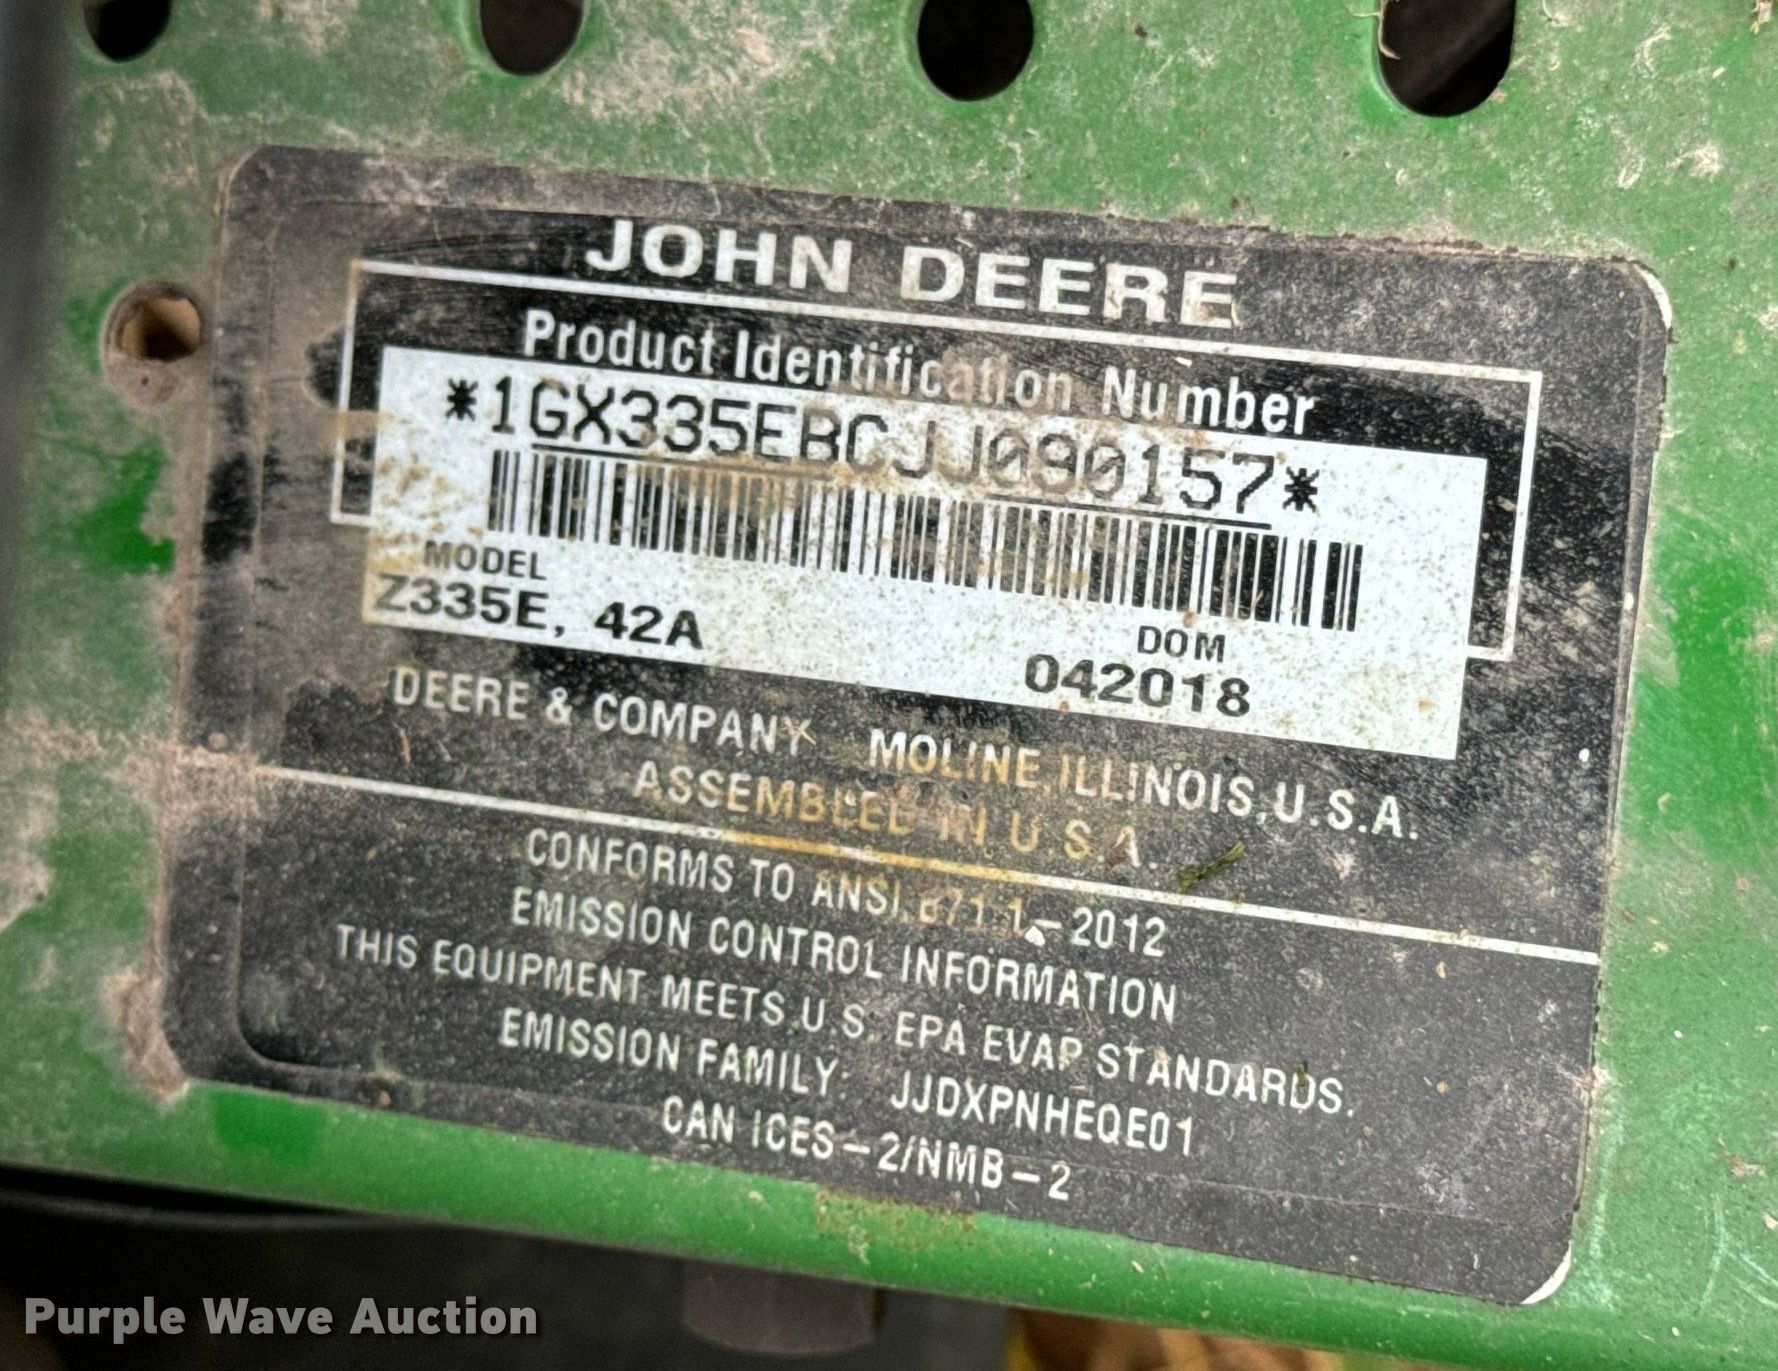 JOHN DEERE
Product Identification Number
*1GX335EBCJJ090157*
MODEL
Z335E, 42A
DOM
042018
DEERE & COMPANY MOLINE, ILLINOIS, U.S.A.
ASSEMBLED IN U.S.A.
CONFORMS TO ANSI B71.1-2012
EMISSION CONTROL INFORMATION
THIS EQUIPMENT MEETS U.S. EPA EVAP STANDARDS.
EMISSION FAMILY: JJDXPNHEQE01
CAN ICES-2/NMB-2
Purple Wave Auction